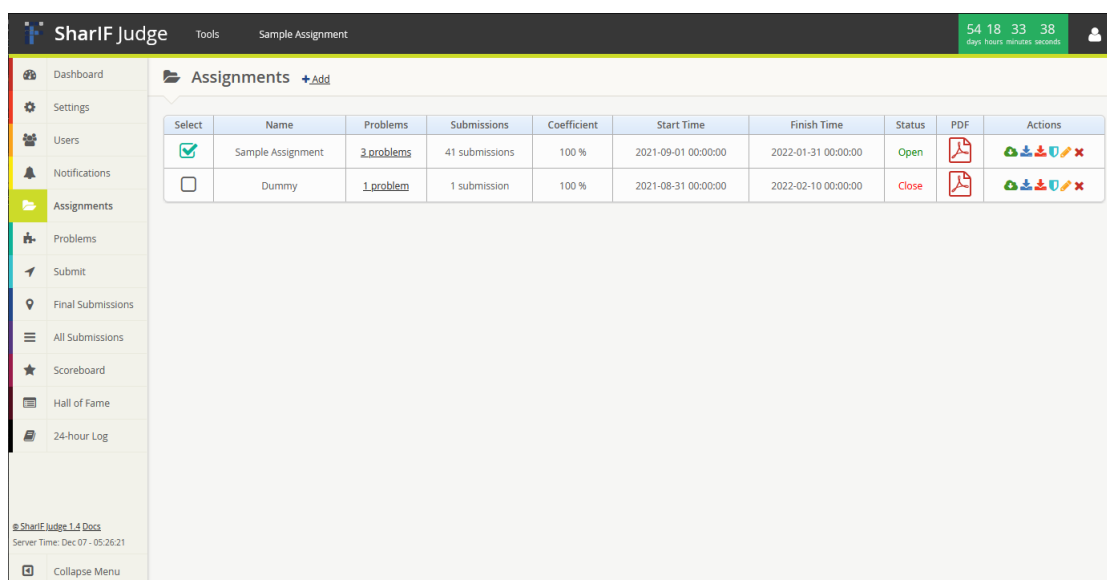 SharIF Judge
Tools
Sample Assignment
54 18 33 38
days hours minutes seconds
Dashboard
Settings
Users
Notifications
Assignments
Problems
Submit
Final Submissions
All Submissions
Scoreboard
Hall of Fame
24-hour Log
© SharIF Judge 1.4 Docs
Server Time: Dec 07 - 05:26:21
Collapse Menu
Assignments +Add
Select Name Problems Submissions Coefficient Start Time Finish Time Status PDF Actions
Sample Assignment 3 problems 41 submissions 100 % 2021-09-01 00:00:00 2022-01-31 00:00:00 Open
Dummy 1 problem 1 submission 100 % 2021-08-31 00:00:00 2022-02-10 00:00:00 Close